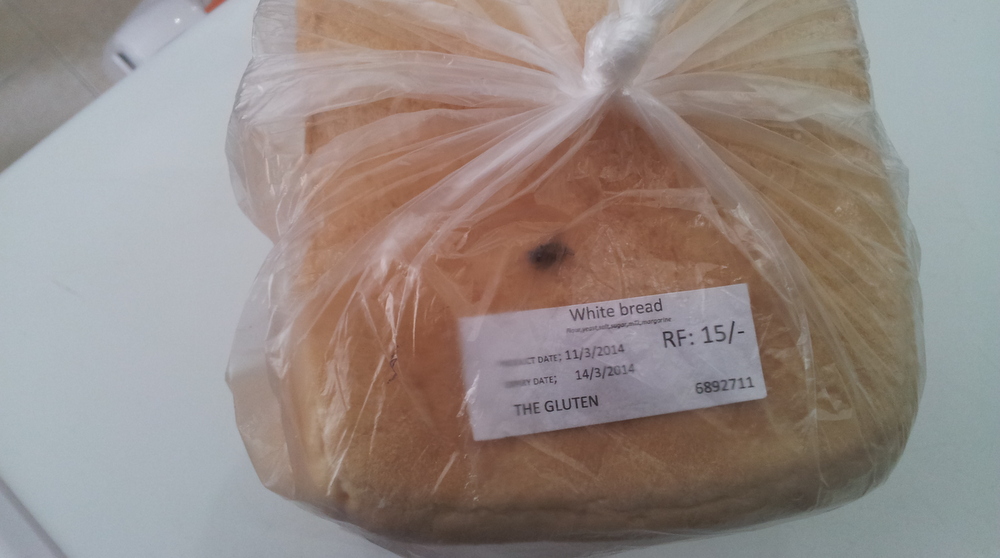 White bread
RF: 15/-
DATE; 11/3/2014
DATE; 14/3/2014
6892711
THE GLUTEN